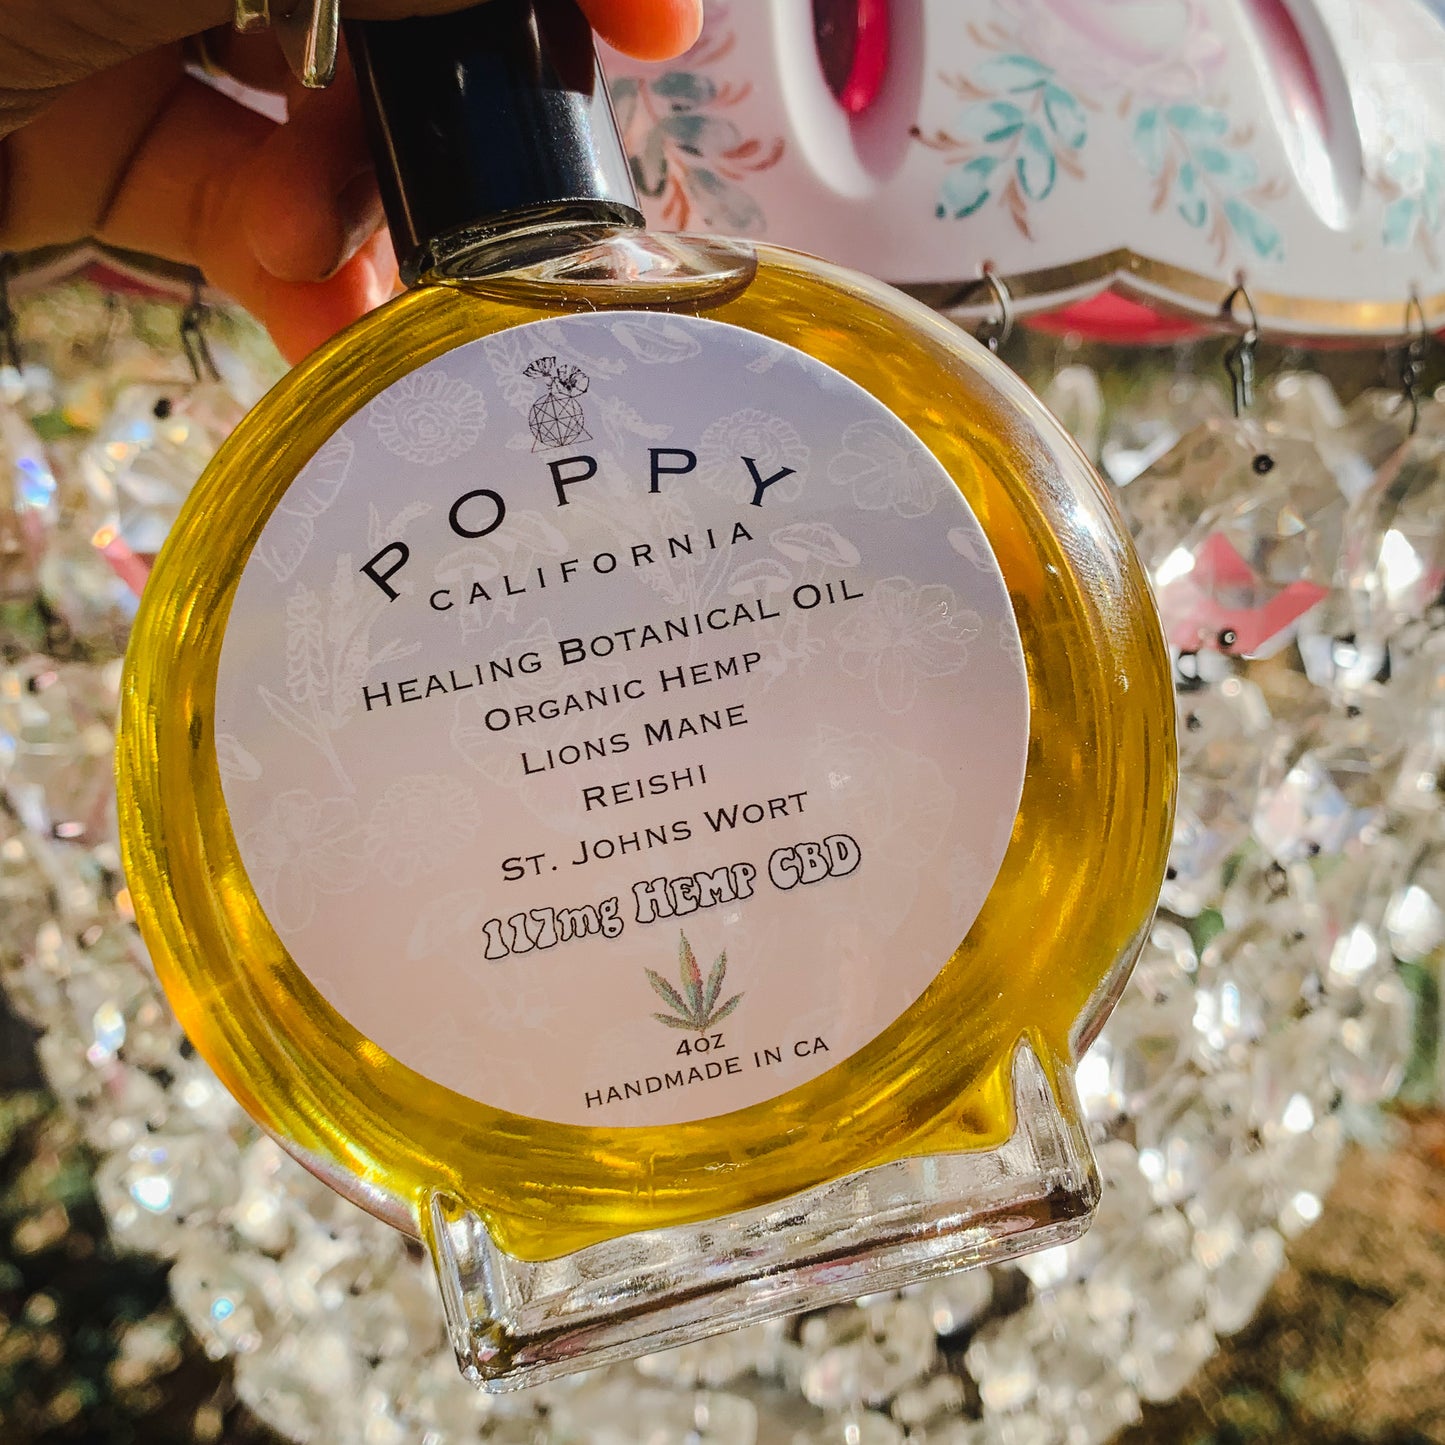 POPPY
CALIFORNIA
HEALING BOTANICAL OIL
ORGANIC HEMP
LIONS MANE
REISHI
ST. JOHNS WORT
117mg HEMP CBD
4OZ
HANDMADE IN CA